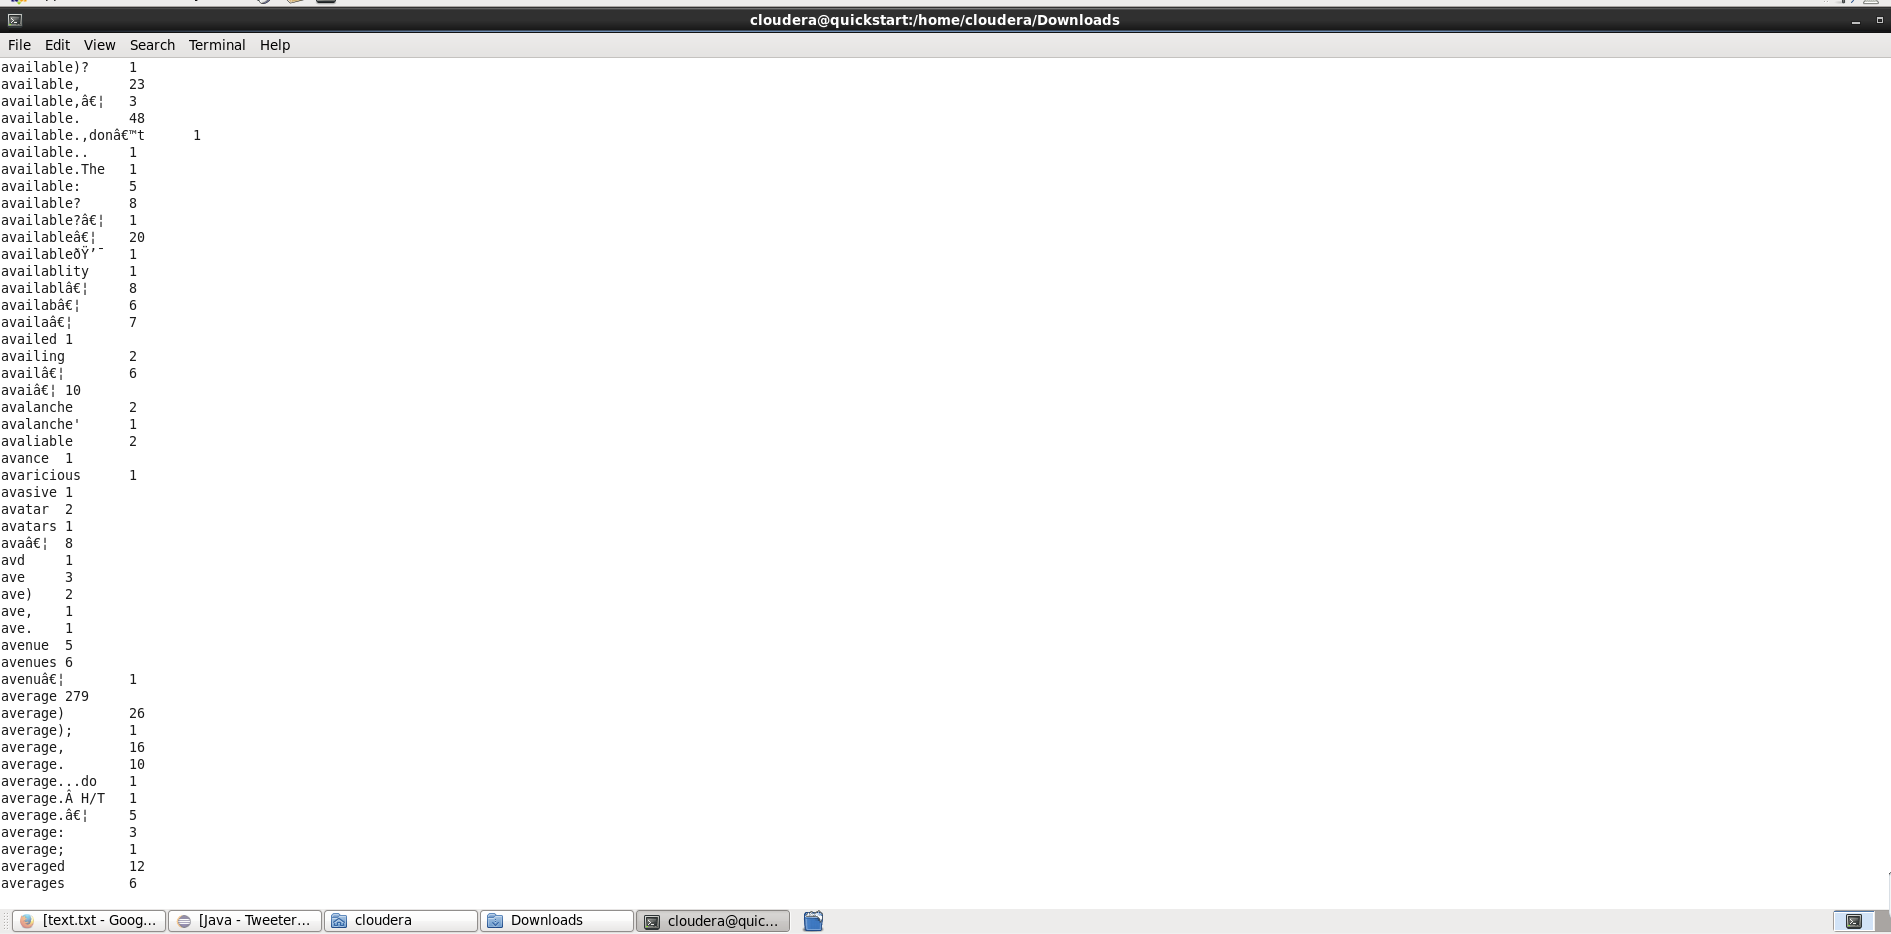 cloudera@quickstart:/home/cloudera/Downloads
File Edit View Search Terminal Help
available)? 1
available, 23
available,â€¦ 3
available. 48
available.,donâ€™t 1
available.. 1
available.The 1
available: 5
available? 8
available?â€¦ 1
availableâ€¦ 20
availableðŸ’¯ 1
availablity 1
availablâ€¦ 8
availabâ€¦ 6
availaâ€¦ 7
availed 1
availing 2
availâ€¦ 6
avaiâ€¦ 10
avalanche 2
avalanche' 1
avaliable 2
avance 1
avaricious 1
avasive 1
avatar 2
avatars 1
avaâ€¦ 8
avd 1
ave 3
ave) 2
ave, 1
ave. 1
avenue 5
avenues 6
avenuâ€¦ 1
average 279
average) 26
average); 1
average, 16
average. 10
average...do 1
average.Â H/T 1
average.â€¦ 5
average: 3
average; 1
averaged 12
averages 6
[text.txt - Goog... [Java - Tweeter... cloudera Downloads cloudera@quic...